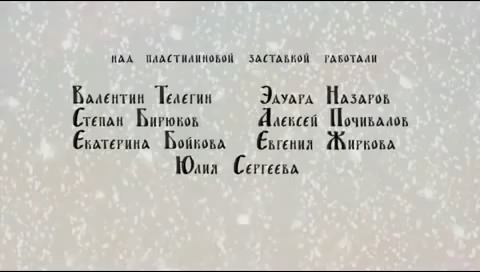 над пластилиновой заставкой работали
Валентин Телегин Эдуард Назаров
Степан Бирюков Алексей Почивалов
Екатерина Бойкова Евгения Жиркова
Юлия Сергеева